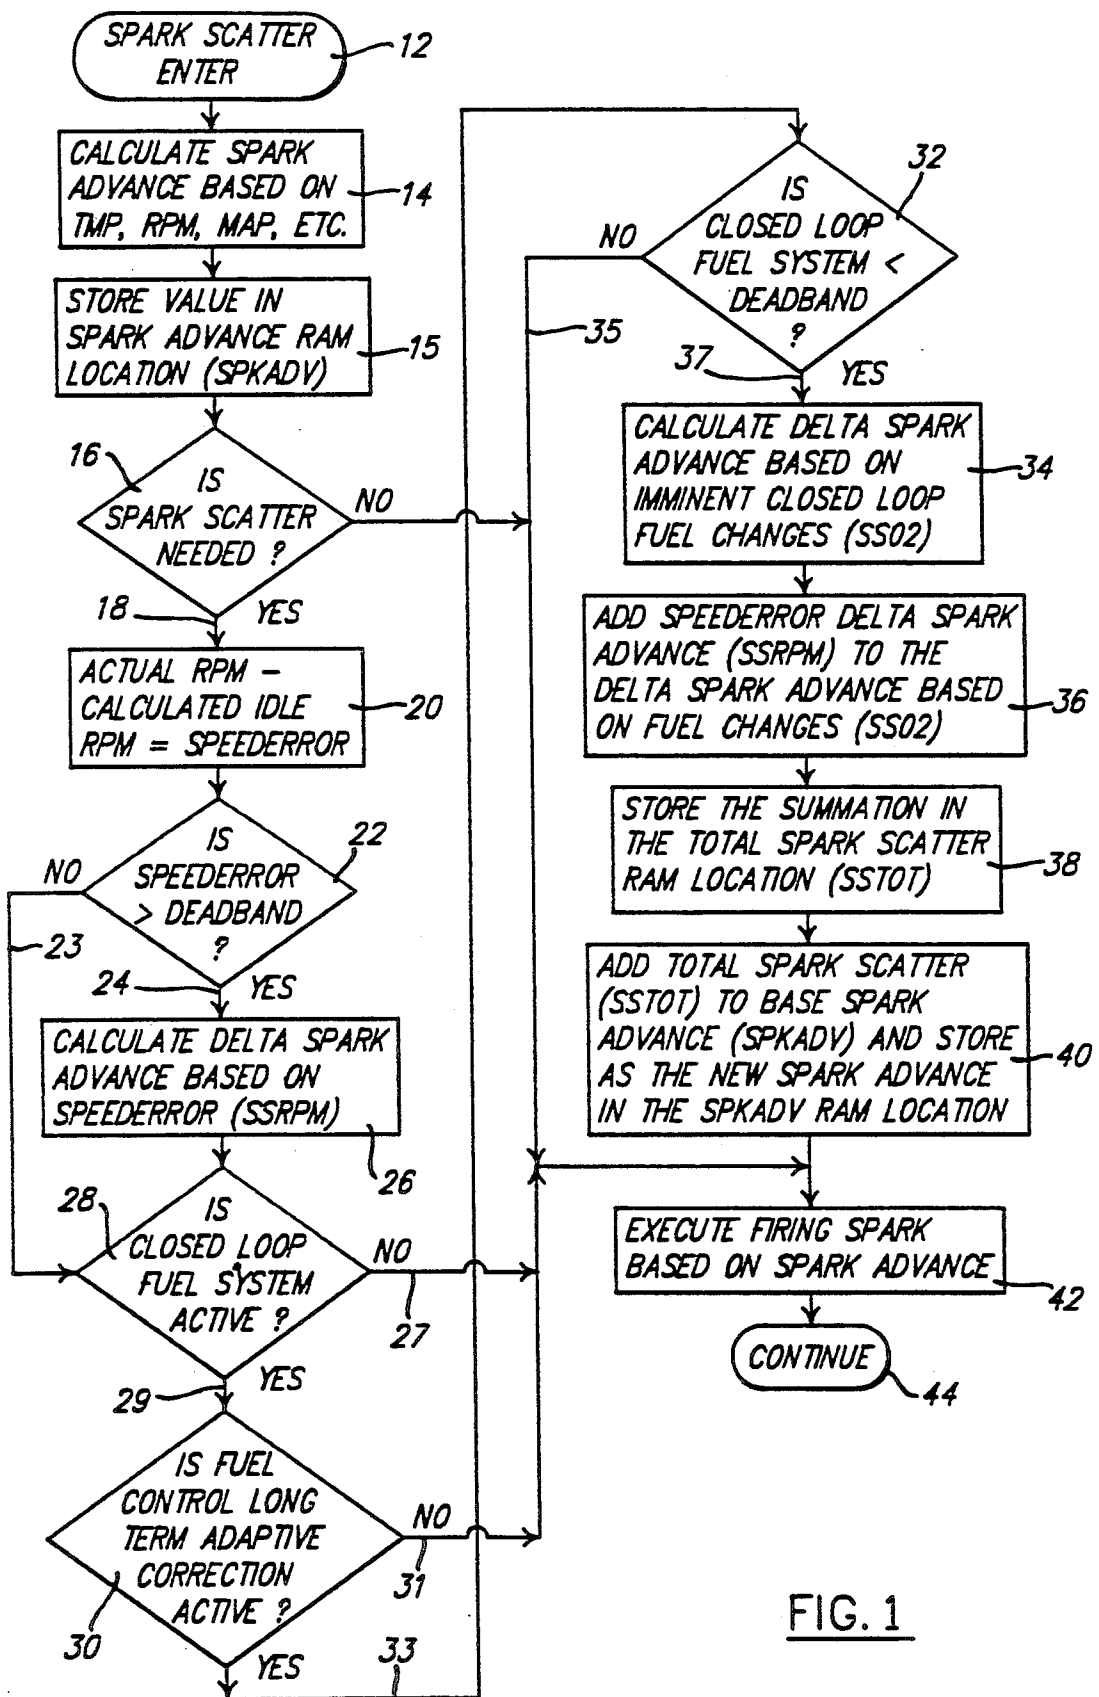 SPARK SCATTER
ENTER
12
CALCULATE SPARK
ADVANCE BASED ON
TMP, RPM, MAP, ETC.
14
STORE VALUE IN
SPARK ADVANCE RAM
LOCATION (SPKADV)
15
16
IS
SPARK SCATTER
NEEDED ?
NO
18
YES
ACTUAL RPM –
CALCULATED IDLE
RPM = SPEEDERROR
20
IS
SPEEDERROR
> DEADBAND
?
22
NO
23
24
YES
CALCULATE DELTA SPARK
ADVANCE BASED ON
SPEEDERROR (SSRPM)
26
28
IS
CLOSED LOOP
FUEL SYSTEM
ACTIVE ?
NO
27
29
YES
IS FUEL
CONTROL LONG
TERM ADAPTIVE
CORRECTION
ACTIVE ?
NO
31
30
YES
33
IS
CLOSED LOOP
FUEL SYSTEM <
DEADBAND
?
32
NO
35
37
YES
CALCULATE DELTA SPARK
ADVANCE BASED ON
IMMINENT CLOSED LOOP
FUEL CHANGES (SSO2)
34
ADD SPEEDERROR DELTA SPARK
ADVANCE (SSRPM) TO THE
DELTA SPARK ADVANCE BASED
ON FUEL CHANGES (SSO2)
36
STORE THE SUMMATION IN
THE TOTAL SPARK SCATTER
RAM LOCATION (SSTOT)
38
ADD TOTAL SPARK SCATTER
(SSTOT) TO BASE SPARK
ADVANCE (SPKADV) AND STORE
AS THE NEW SPARK ADVANCE
IN THE SPKADV RAM LOCATION
40
EXECUTE FIRING SPARK
BASED ON SPARK ADVANCE
42
CONTINUE
44
FIG. 1